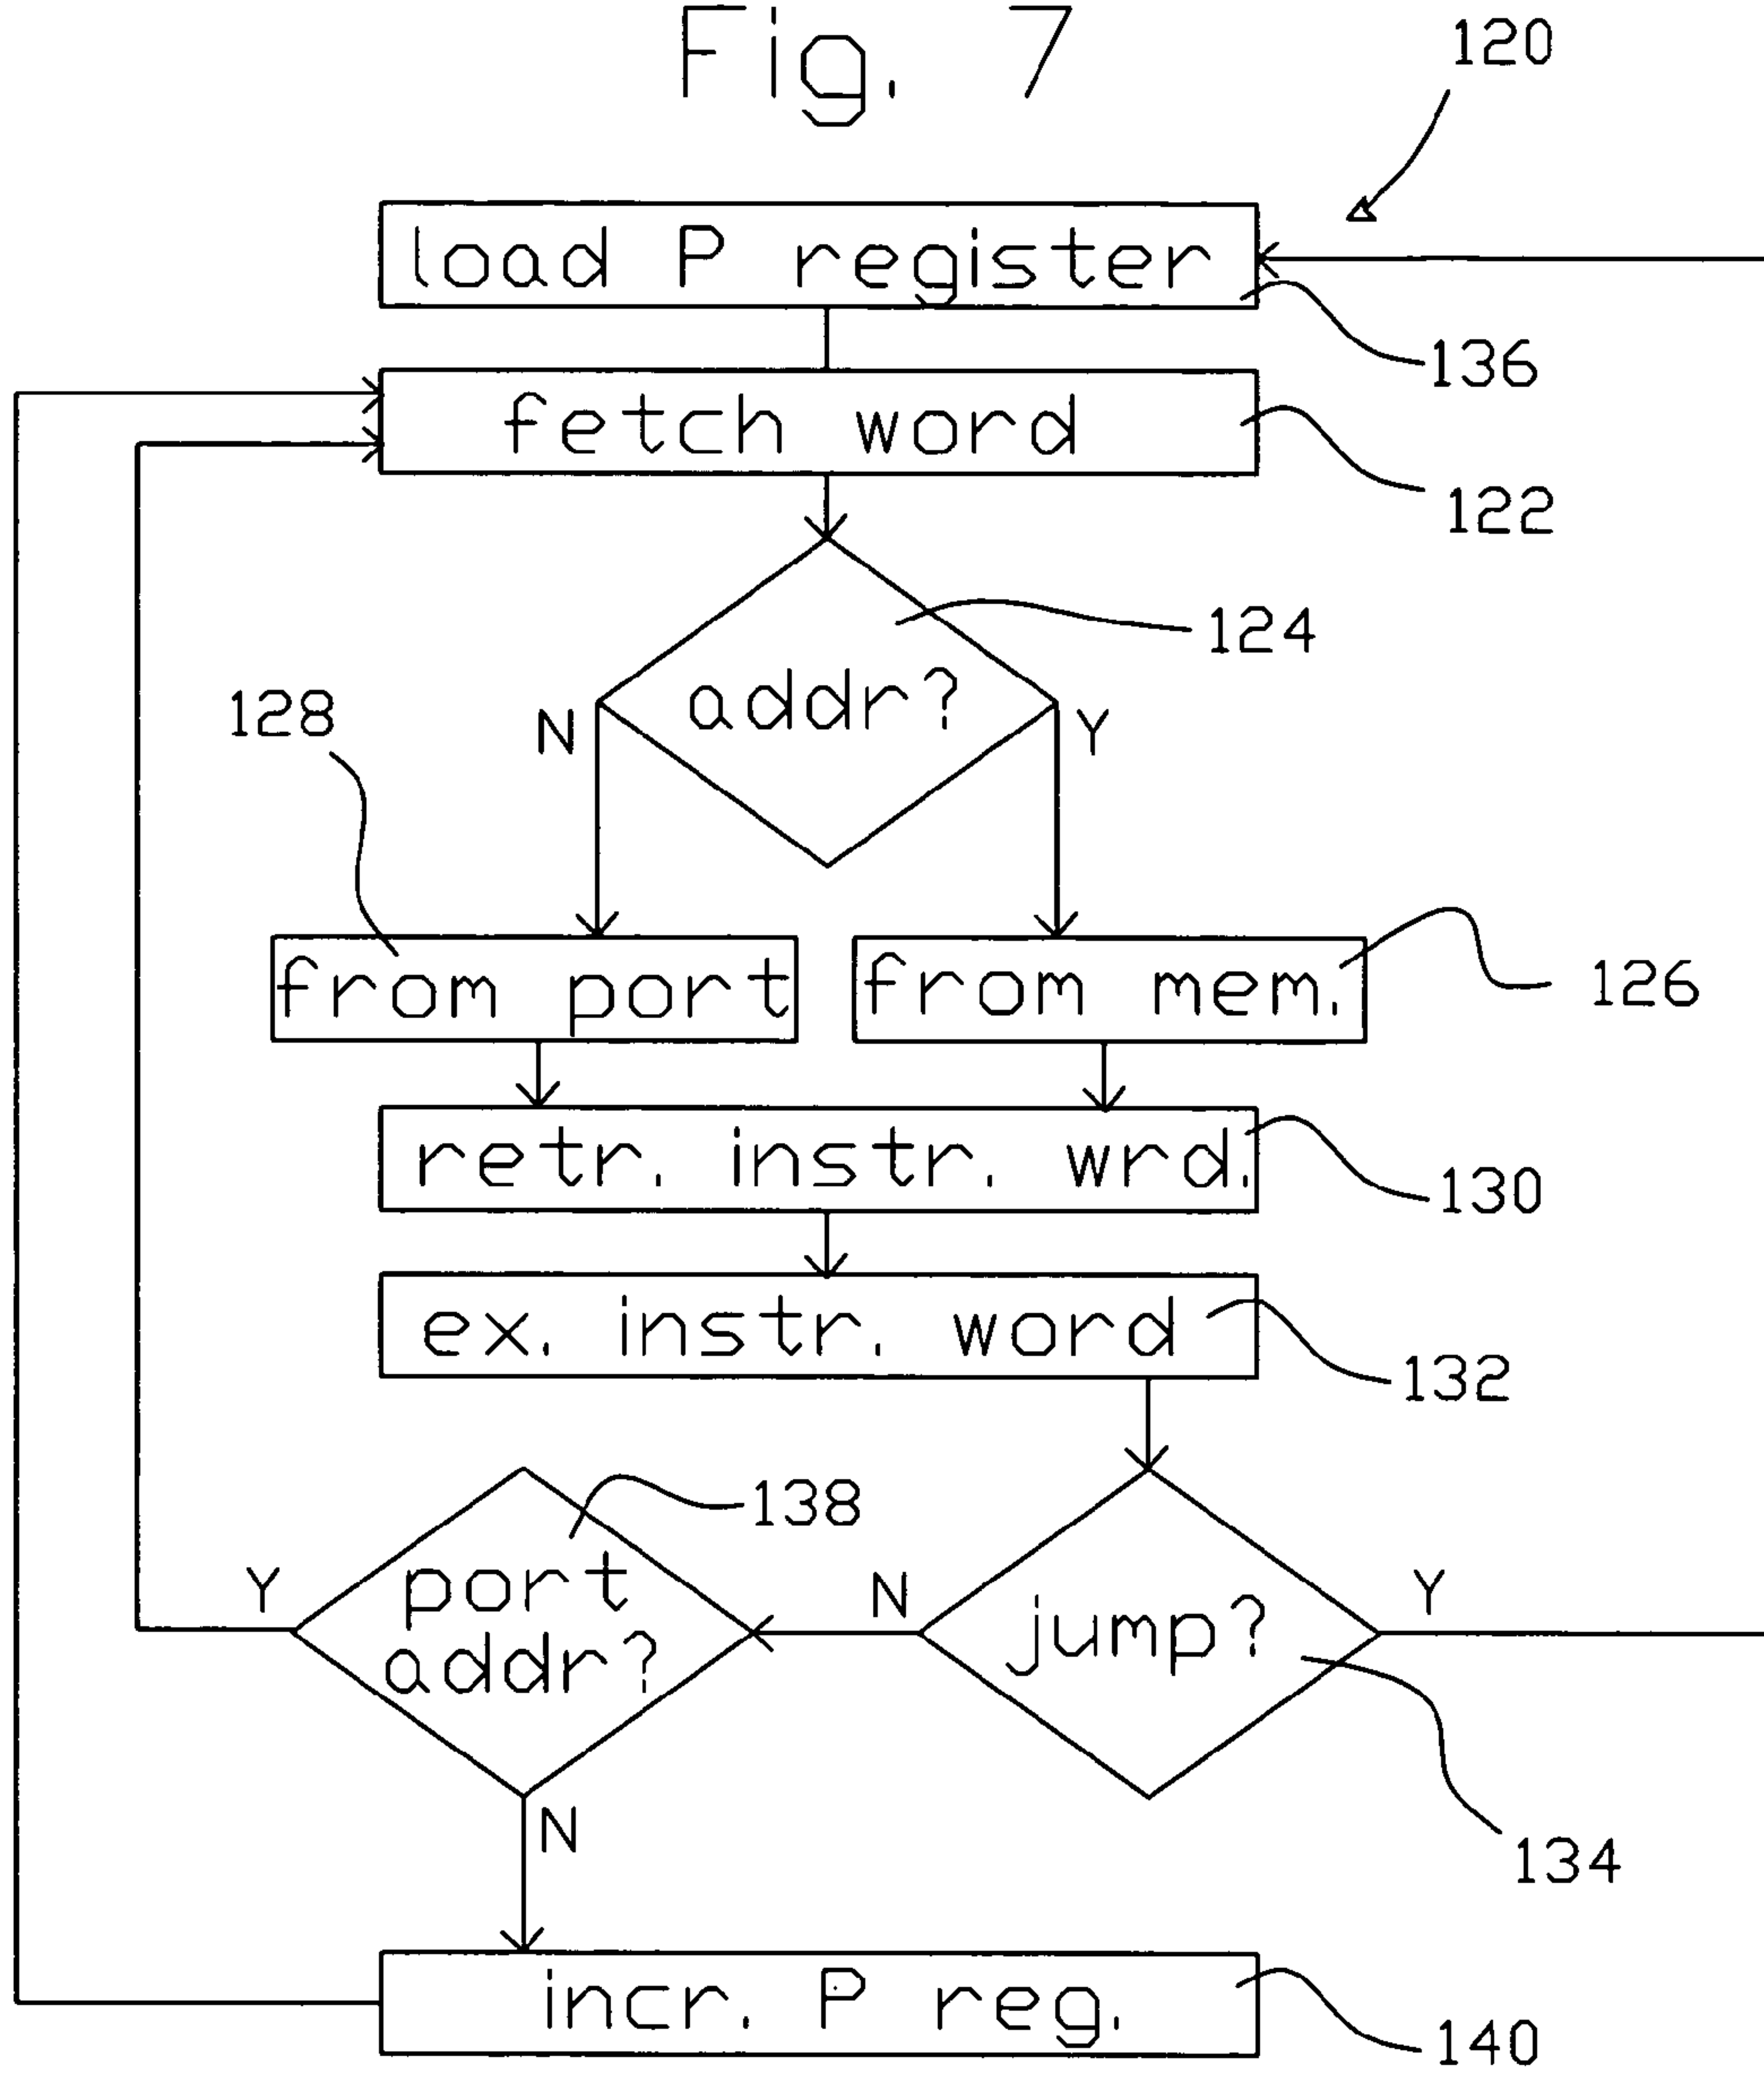 Fig. 7
120
load P register
136
fetch word
122
124
addr?
128
N
Y
from port
from mem.
126
retr. instr. wrd.
130
ex. instr. word
132
138
port
addr?
Y
N
jump?
Y
N
134
incr. P reg.
140